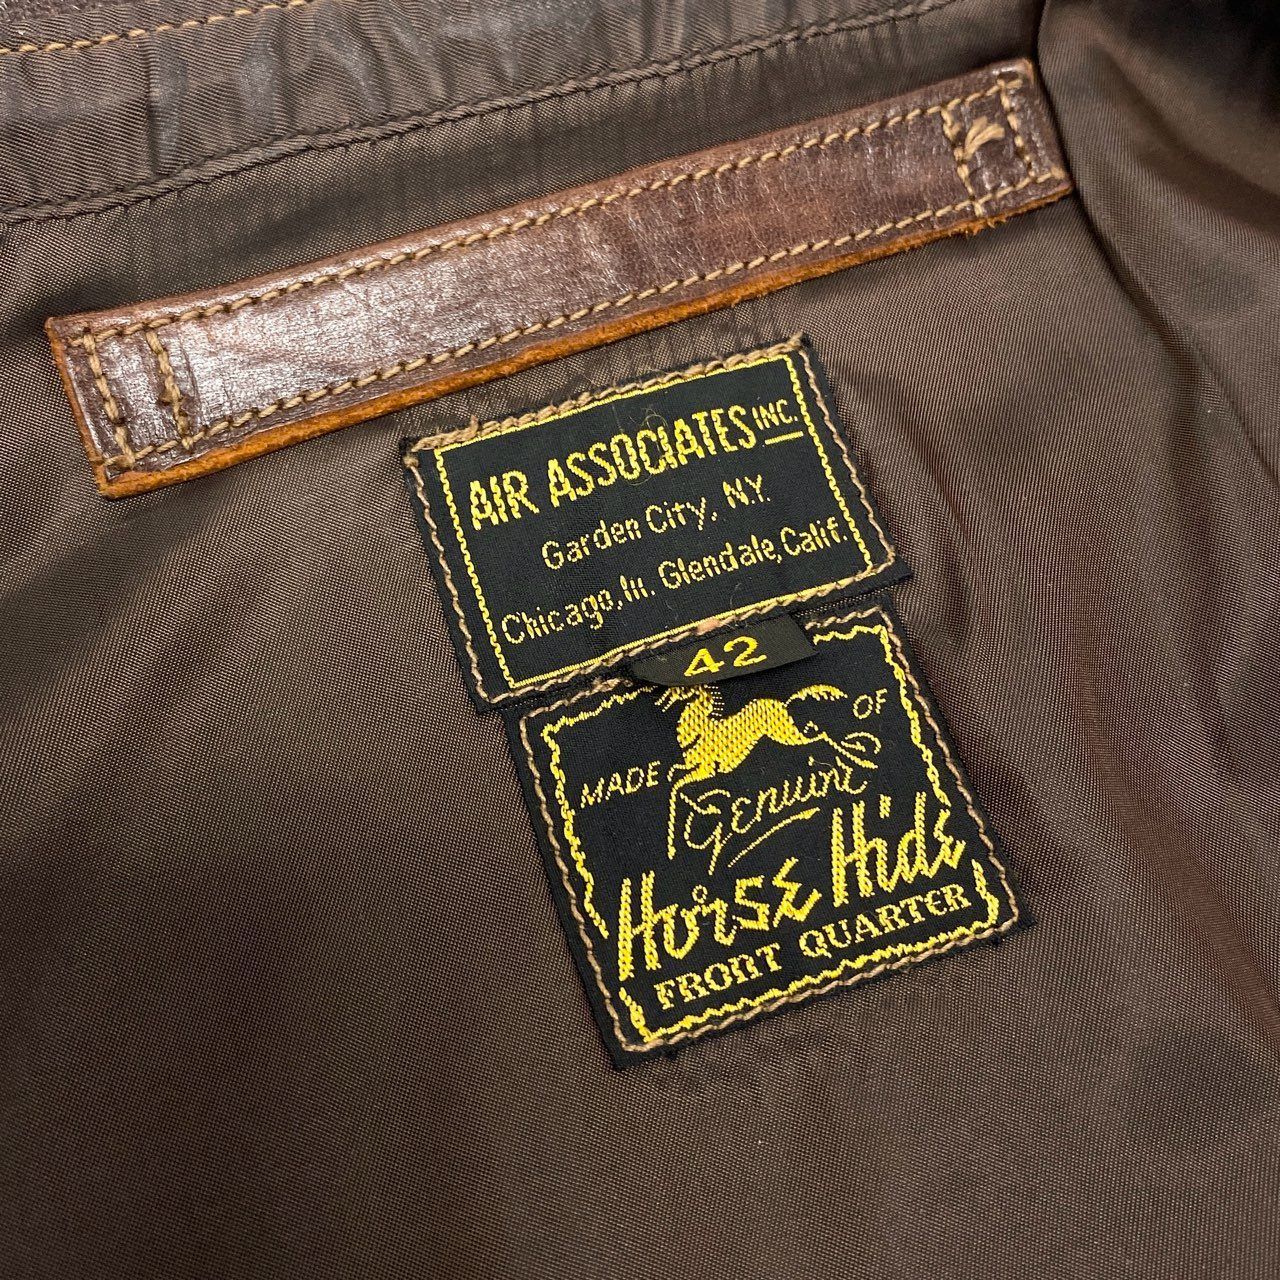 AIR ASSOCIATES INC.
Garden City, N.Y.
Chicago, Ill. Glendale, Calif.
42
MADE OF
Genuine
Horse Hide
FRONT QUARTER